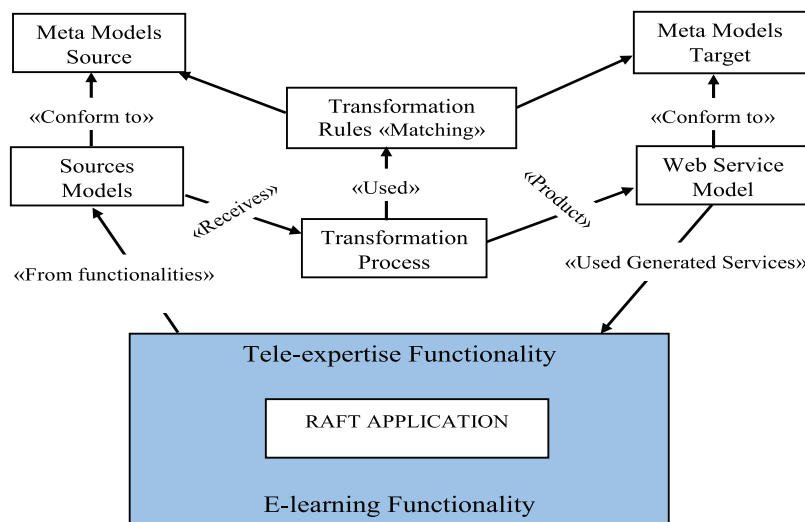 Meta Models
Source
Meta Models
Target
Transformation
Rules «Matching»
«Conform to»
«Conform to»
Sources
Models
«Receives»
«Used»
«Product»
Web Service
Model
Transformation
Process
«From functionalities»
«Used Generated Services»
Tele-expertise Functionality
RAFT APPLICATION
E-learning Functionality